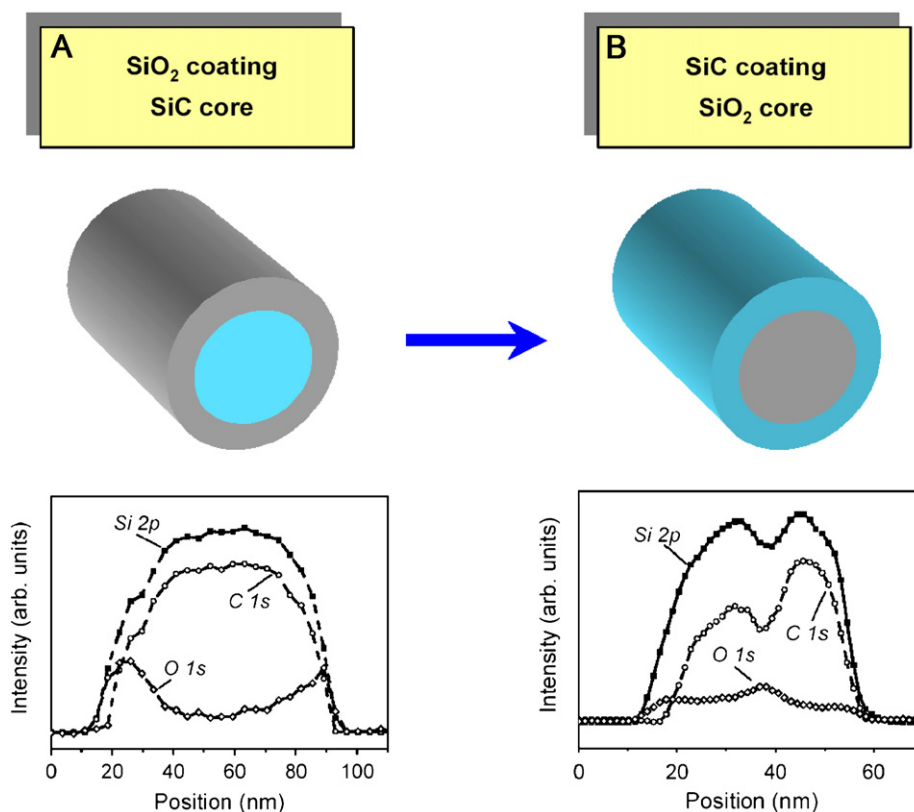 A
SiO₂ coating
SiC core
B
SiC coating
SiO₂ core
Intensity (arb. units)
Si 2p
C 1s
O 1s
0 20 40 60 80 100
Position (nm)
Intensity (arb. units)
Si 2p
C 1s
O 1s
0 20 40 60
Position (nm)